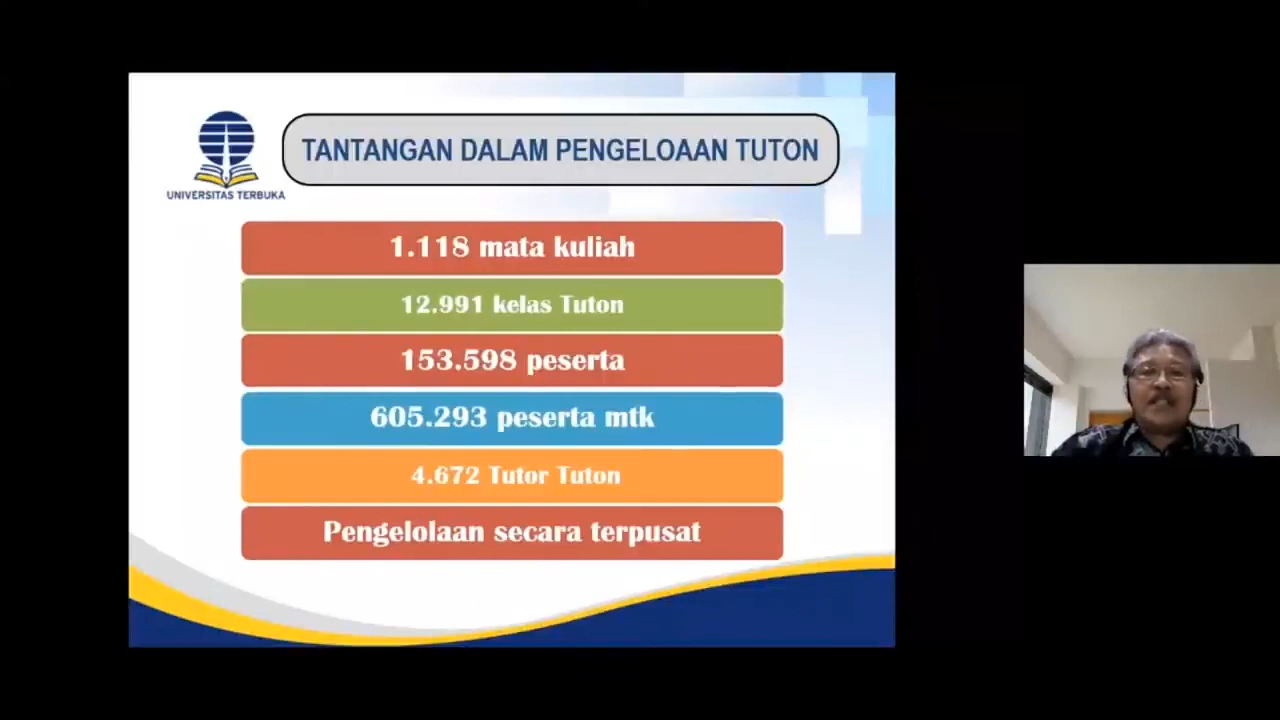 TANTANGAN DALAM PENGELOAAN TUTON
UNIVERSITAS TERBUKA
1.118 mata kuliah
12.991 kelas Tuton
153.598 peserta
605.293 peserta mtk
4.672 Tutor Tuton
Pengelolaan secara terpusat